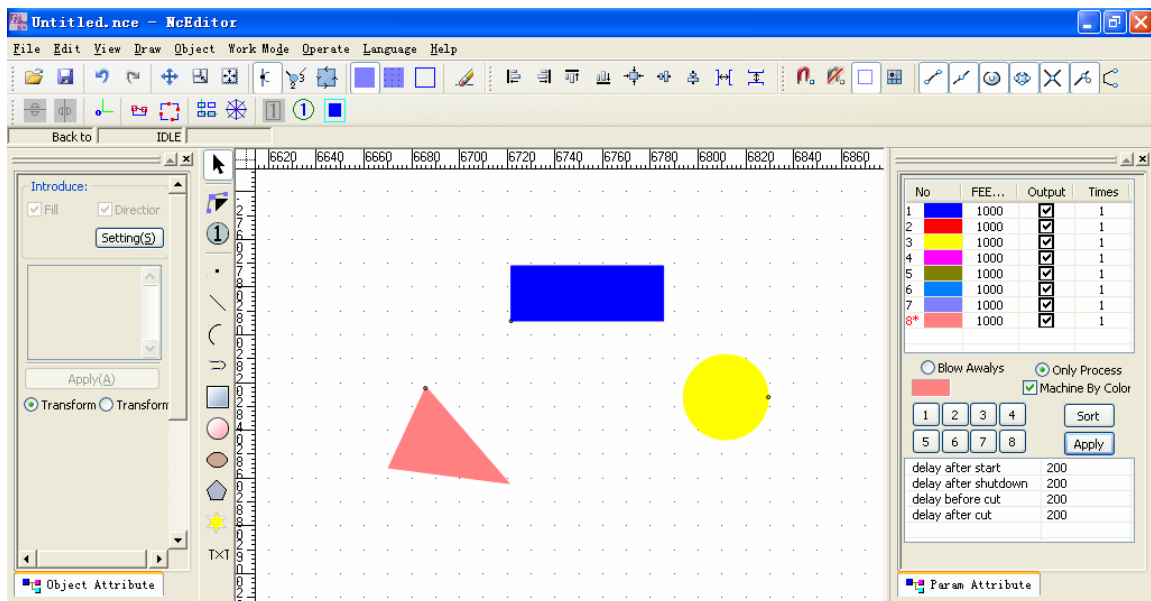 Untitled.nce - NcEditor
File Edit View Draw Object Work Mode Operate Language Help
Back to IDLE
6620 6640 6660 6680 6700 6720 6740 6760 6780 6800 6820 6840 6860
Introduce:
Fill Direction
Setting(S)
Apply(A)
Transform Transform
Object Attribute
1
TXT
No FEE... Output Times
1 1000 1
2 1000 1
3 1000 1
4 1000 1
5 1000 1
6 1000 1
7 1000 1
8* 1000 1
Blow Awalys Only Process
Machine By Color
1 2 3 4 Sort
5 6 7 8 Apply
delay after start 200
delay after shutdown 200
delay before cut 200
delay after cut 200
Param Attribute